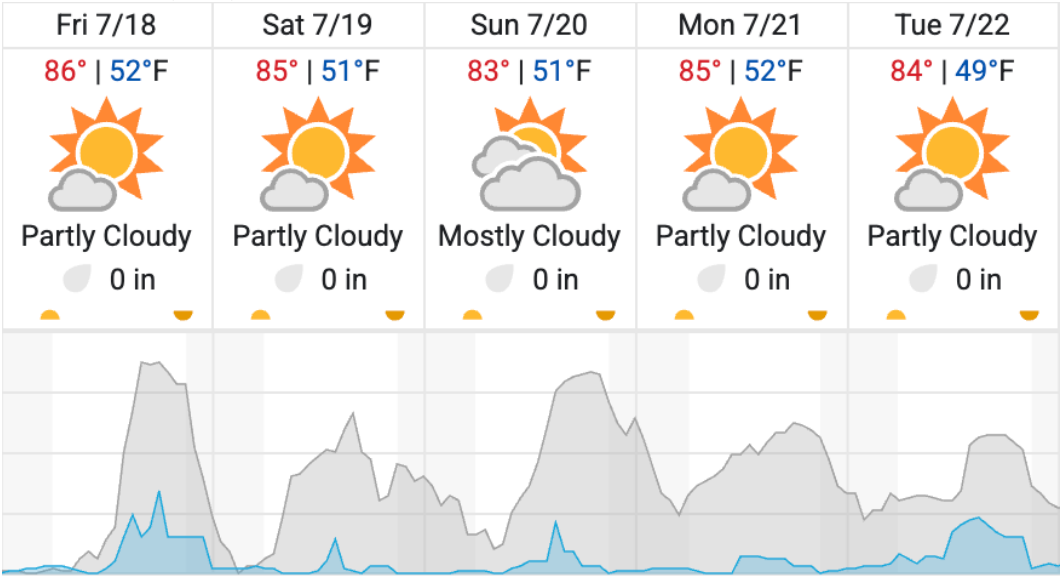 Fri 7/18 Sat 7/19 Sun 7/20 Mon 7/21 Tue 7/22
86° | 52°F 85° | 51°F 83° | 51°F 85° | 52°F 84° | 49°F
Partly Cloudy Partly Cloudy Mostly Cloudy Partly Cloudy Partly Cloudy
0 in 0 in 0 in 0 in 0 in